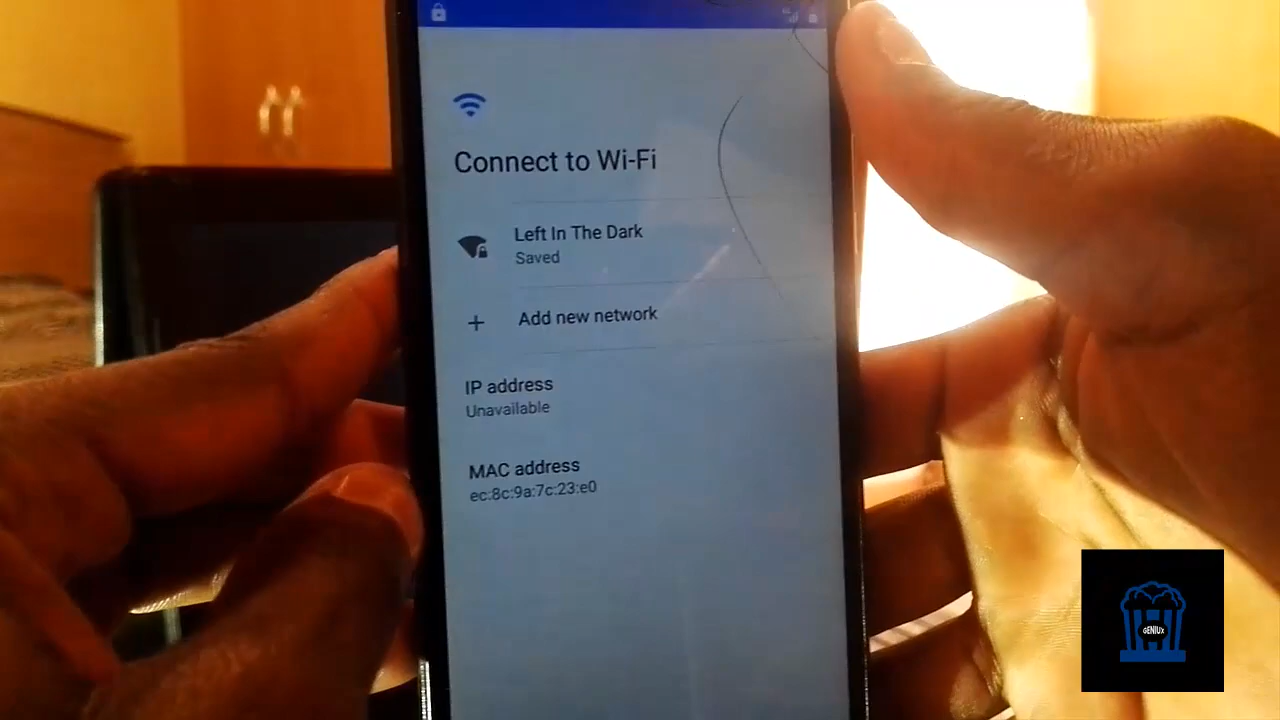 Connect to Wi-Fi
Left In The Dark
Saved
Add new network
IP address
Unavailable
MAC address
ec:8c:9a:7c:23:e0
GENIUx